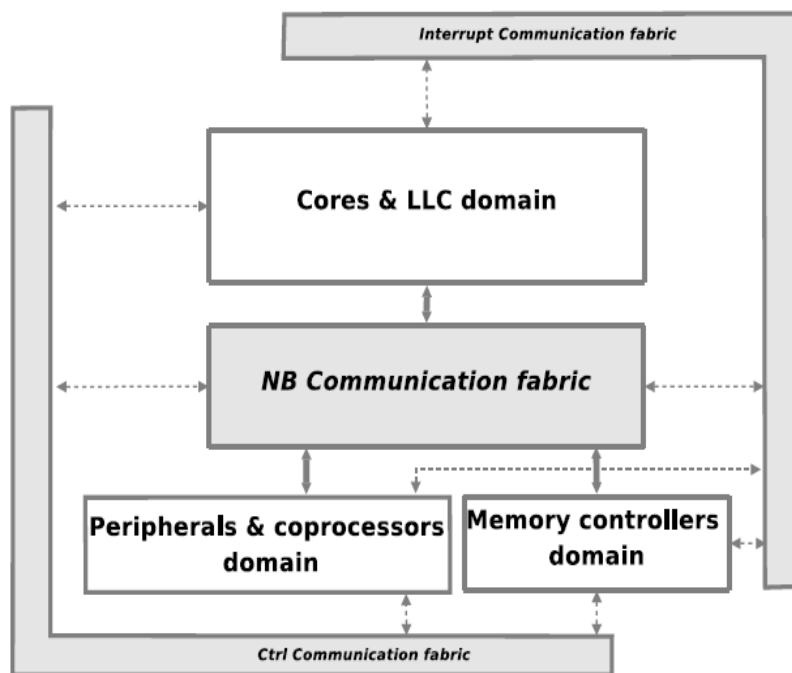 Interrupt Communication fabric
Cores & LLC domain
NB Communication fabric
Peripherals & coprocessors
domain
Memory controllers
domain
Ctrl Communication fabric